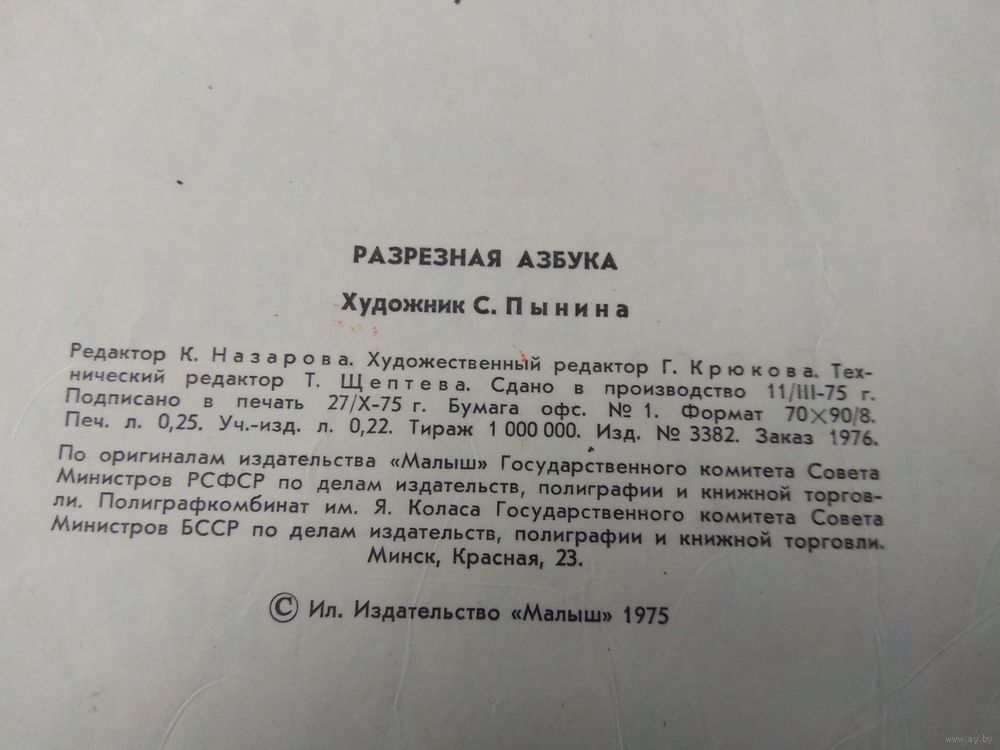 РАЗРЕЗНАЯ АЗБУКА
Художник С. Пынина
Редактор К. Назарова. Художественный редактор Г. Крюкова. Тех-
нический редактор Т. Щептева. Сдано в производство 11/III-75 г.
Подписано в печать 27/X-75 г. Бумага офс. № 1. Формат 70×90/8.
Печ. л. 0,25. Уч.-изд. л. 0,22. Тираж 1 000 000. Изд. № 3382. Заказ 1976.
По оригиналам издательства «Малыш» Государственного комитета Совета
Министров РСФСР по делам издательств, полиграфии и книжной торгов-
ли. Полиграфкомбинат им. Я. Коласа Государственного комитета Совета
Министров БССР по делам издательств, полиграфии и книжной торговли.
Минск, Красная, 23.
© Ил. Издательство «Малыш» 1975
www.ay.by